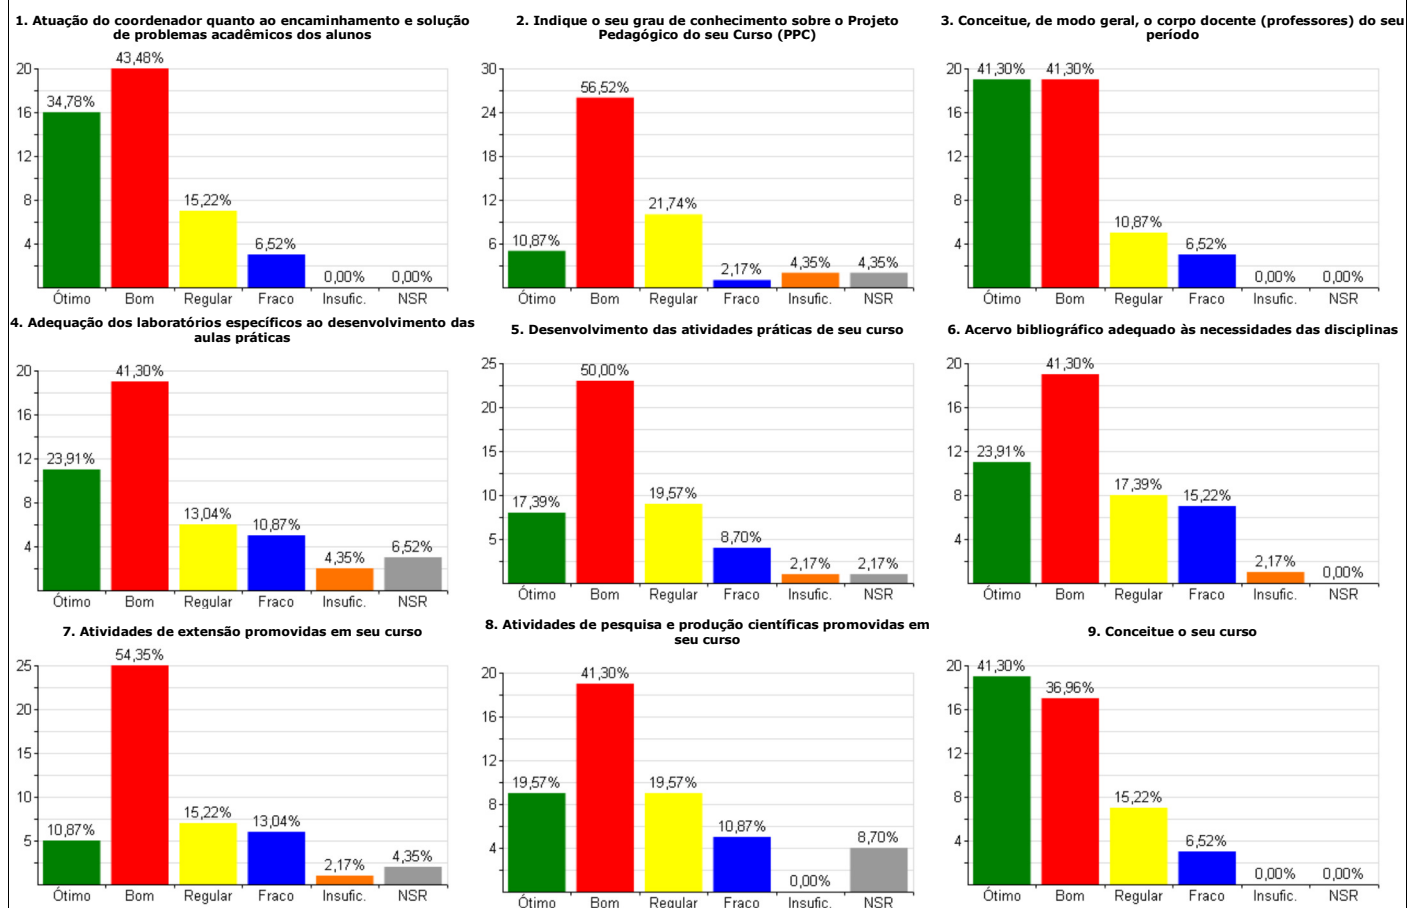 1. Atuação do coordenador quanto ao encaminhamento e solução
de problemas acadêmicos dos alunos
43,48%
20
34,78%
16
12
15,22%
8
6,52%
4
0,00% 0,00%
Ótimo Bom Regular Fraco Insufic. NSR
2. Indique o seu grau de conhecimento sobre o Projeto
Pedagógico do seu Curso (PPC)
30
56,52%
24
18
21,74%
12
10,87%
6
2,17% 4,35% 4,35%
Ótimo Bom Regular Fraco Insufic. NSR
3. Conceitue, de modo geral, o corpo docente (professores) do seu
período
20 41,30% 41,30%
16
12
8
10,87%
6,52%
4
0,00% 0,00%
Ótimo Bom Regular Fraco Insufic. NSR
4. Adequação dos laboratórios específicos ao desenvolvimento das
aulas práticas
20 41,30%
16
12
23,91%
8
13,04% 10,87%
4
4,35% 6,52%
Ótimo Bom Regular Fraco Insufic. NSR
5. Desenvolvimento das atividades práticas de seu curso
25
50,00%
20
15
10
17,39% 19,57%
5
8,70%
2,17% 2,17%
Ótimo Bom Regular Fraco Insufic. NSR
6. Acervo bibliográfico adequado às necessidades das disciplinas
20 41,30%
16
12
23,91%
17,39%
8
15,22%
4
2,17%
0,00%
Ótimo Bom Regular Fraco Insufic. NSR
7. Atividades de extensão promovidas em seu curso
54,35%
25
20
15
10
10,87% 15,22% 13,04%
5
2,17% 4,35%
Ótimo Bom Regular Fraco Insufic. NSR
8. Atividades de pesquisa e produção científicas promovidas em
seu curso
20 41,30%
16
12
19,57% 19,57%
8
10,87% 8,70%
4
0,00%
Ótimo Bom Regular Fraco Insufic. NSR
9. Conceitue o seu curso
20 41,30%
36,96%
16
12
15,22%
8
6,52%
4
0,00% 0,00%
Ótimo Bom Regular Fraco Insufic. NSR